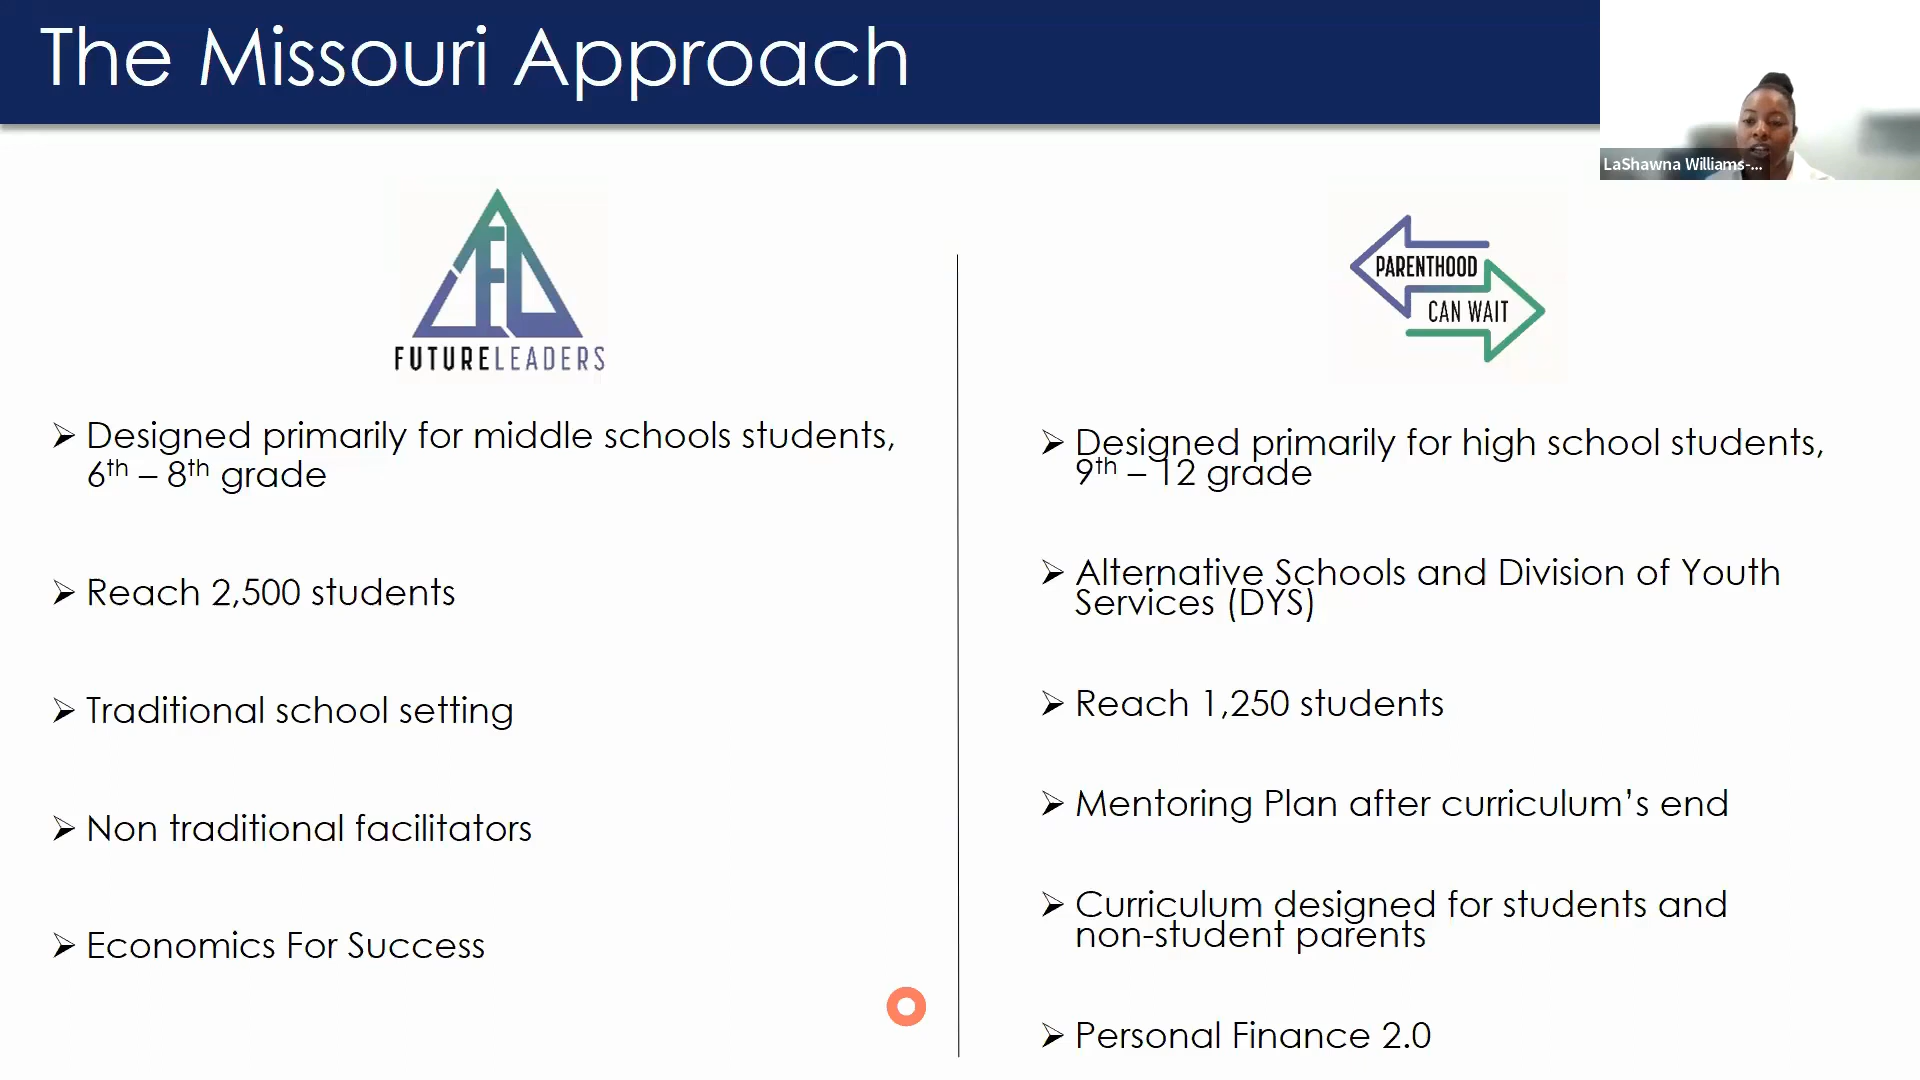 The Missouri Approach
LaShawna Williams-...
FUTURELEADERS
➢ Designed primarily for middle schools students,
6th – 8th grade
➢ Reach 2,500 students
➢ Traditional school setting
➢ Non traditional facilitators
➢ Economics For Success
PARENTHOOD
CAN WAIT
➢ Designed primarily for high school students,
9th – 12 grade
➢ Alternative Schools and Division of Youth
Services (DYS)
➢ Reach 1,250 students
➢ Mentoring Plan after curriculum’s end
➢ Curriculum designed for students and
non-student parents
➢ Personal Finance 2.0